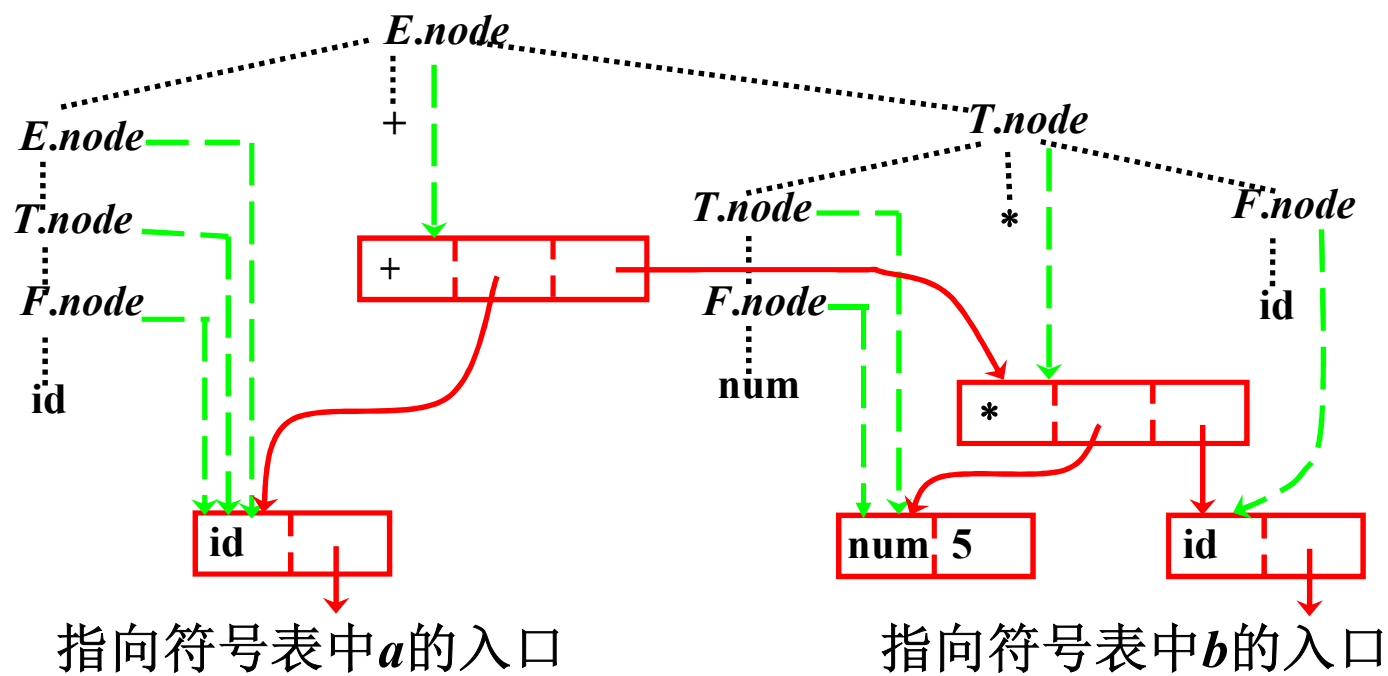 E.node
+
E.node
T.node
T.node
T.node
*
F.node
+
F.node
F.node
id
id
num
*
id
num 5
id
指向符号表中a的入口
指向符号表中b的入口